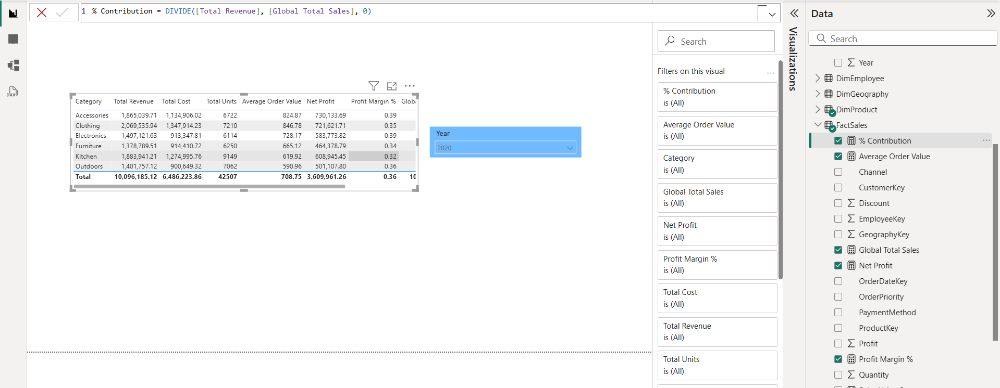 1 % Contribution = DIVIDE([Total Revenue], [Global Total Sales], 0)
DAX
Category Total Revenue Total Cost Total Units Average Order Value Net Profit Profit Margin %
Accessories 1,865,039.71 1,134,906.02 6722 824.87 730,133.69 0.39
Clothing 2,069,535.94 1,347,914.23 7210 846.78 721,621.71 0.35
Electronics 1,497,121.63 913,347.81 6114 728.17 583,773.82 0.39
Furniture 1,378,789.51 914,410.72 6250 665.12 464,378.79 0.34
Kitchen 1,883,941.21 1,274,995.76 9149 619.92 608,945.45 0.32
Outdoors 1,401,757.12 900,649.32 7062 590.96 501,107.80 0.36
Total 10,096,185.12 6,486,223.86 42507 708.75 3,609,961.26 0.36
Year
2020
Search
Filters on this visual
% Contribution
is (All)
Average Order Value
is (All)
Category
is (All)
Global Total Sales
is (All)
Net Profit
is (All)
Profit Margin %
is (All)
Total Cost
is (All)
Total Revenue
is (All)
Total Units
is (All)
Visualizations
Data
Search
Year
DimEmployee
DimGeography
DimProduct
FactSales
% Contribution
Average Order Value
Channel
CustomerKey
Discount
EmployeeKey
GeographyKey
Global Total Sales
Net Profit
OrderDateKey
OrderPriority
PaymentMethod
ProductKey
Profit
Profit Margin %
Quantity